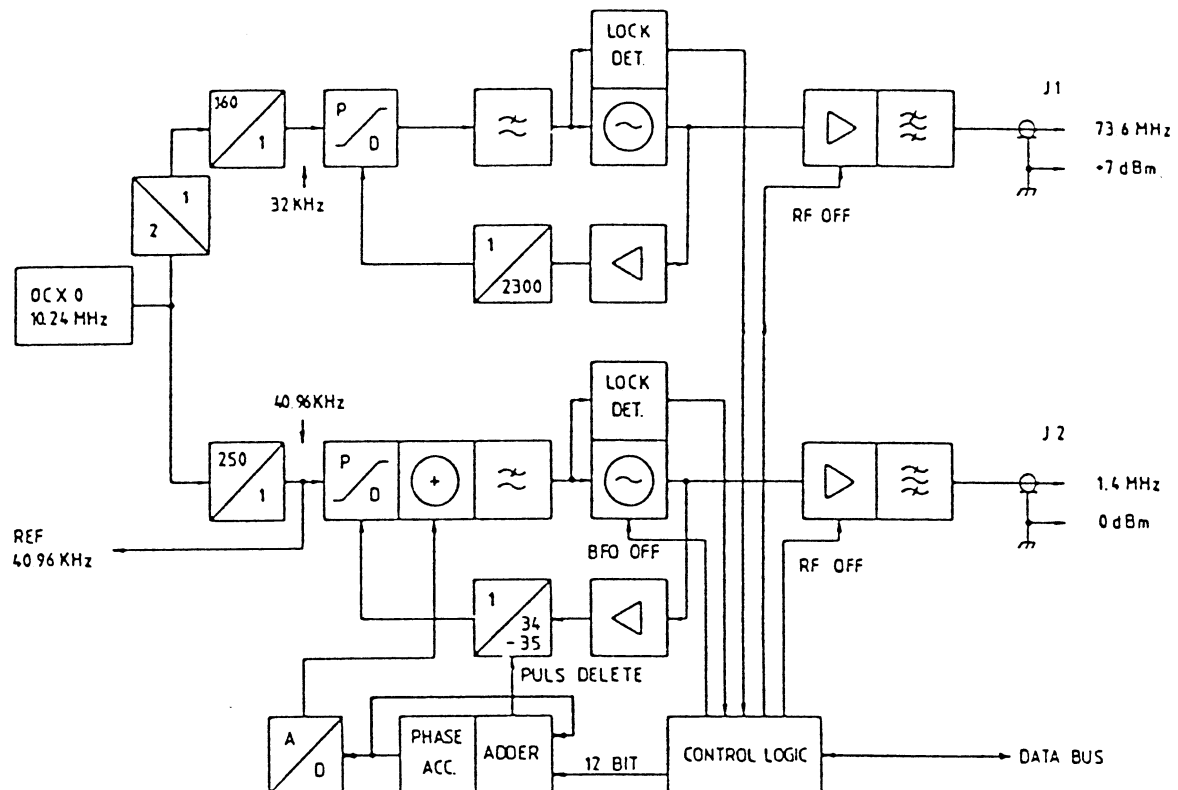 LOCK
DET.
J1
360
1
P
D
73.6 MHz
+7 dBm
32 KHz
1
2
RF OFF
1
2300
OCX0
10.24 MHz
LOCK
DET.
40.96 KHz
J2
250
1
P
D
+
1.4 MHz
0 dBm
REF
40.96 KHz
BFO OFF
RF OFF
1
34
-35
PULS DELETE
A
D
PHASE
ACC.
ADDER
12 BIT
CONTROL LOGIC
DATA BUS